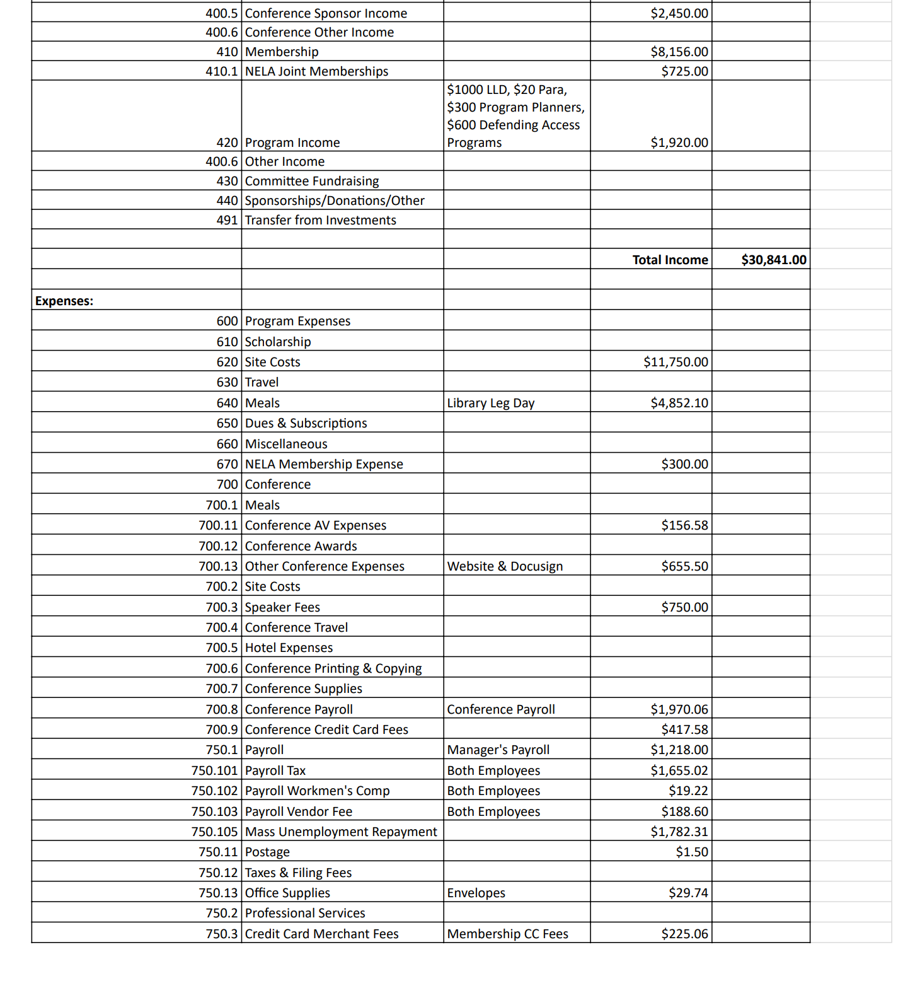 400.5 Conference Sponsor Income $2,450.00
400.6 Conference Other Income
410 Membership $8,156.00
410.1 NELA Joint Memberships $725.00
$1000 LLD, $20 Para,
$300 Program Planners,
$600 Defending Access
420 Program Income Programs $1,920.00
400.6 Other Income
430 Committee Fundraising
440 Sponsorships/Donations/Other
491 Transfer from Investments
Total Income $30,841.00
Expenses:
600 Program Expenses
610 Scholarship
620 Site Costs $11,750.00
630 Travel
640 Meals Library Leg Day $4,852.10
650 Dues & Subscriptions
660 Miscellaneous
670 NELA Membership Expense $300.00
700 Conference
700.1 Meals
700.11 Conference AV Expenses $156.58
700.12 Conference Awards
700.13 Other Conference Expenses Website & Docusign $655.50
700.2 Site Costs
700.3 Speaker Fees $750.00
700.4 Conference Travel
700.5 Hotel Expenses
700.6 Conference Printing & Copying
700.7 Conference Supplies
700.8 Conference Payroll Conference Payroll $1,970.06
700.9 Conference Credit Card Fees $417.58
750.1 Payroll Manager's Payroll $1,218.00
750.101 Payroll Tax Both Employees $1,655.02
750.102 Payroll Workmen's Comp Both Employees $19.22
750.103 Payroll Vendor Fee Both Employees $188.60
750.105 Mass Unemployment Repayment $1,782.31
750.11 Postage $1.50
750.12 Taxes & Filing Fees
750.13 Office Supplies Envelopes $29.74
750.2 Professional Services
750.3 Credit Card Merchant Fees Membership CC Fees $225.06